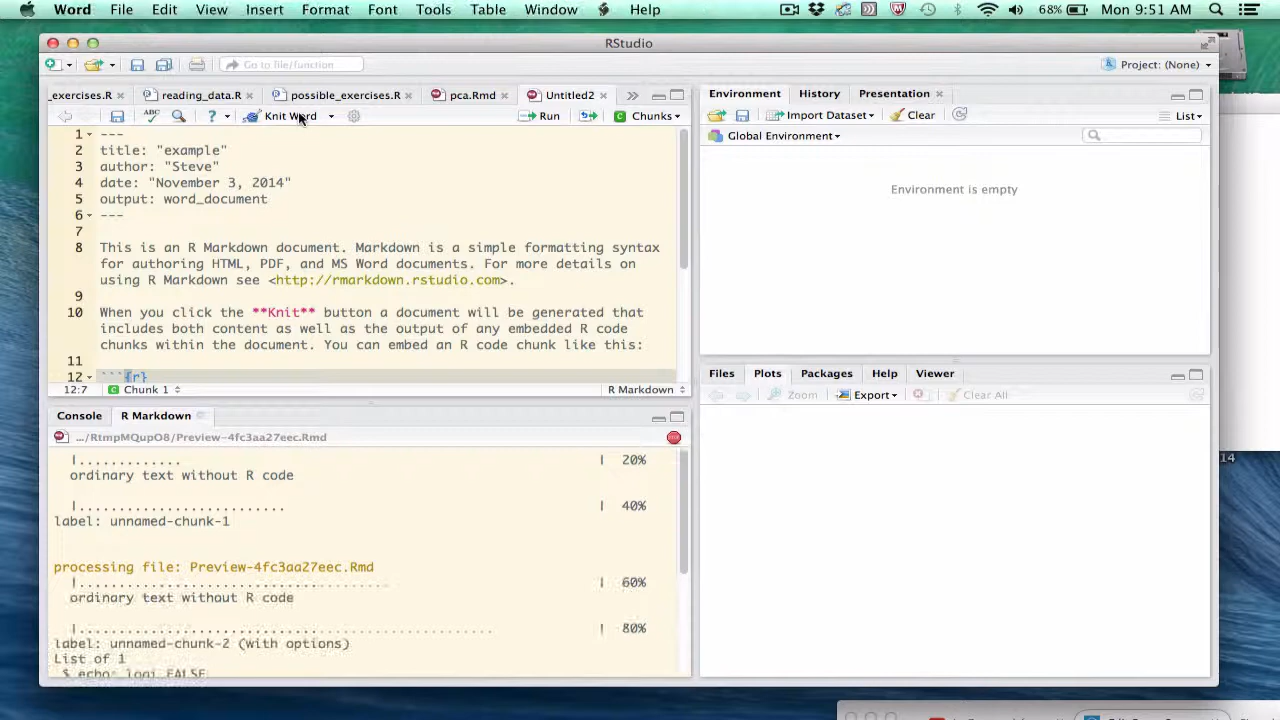 Word File Edit View Insert Format Font Tools Table Window Help 68% Mon 9:51 AM
RStudio
Go to file/function Project: (None)
_exercises.R reading_data.R possible_exercises.R pca.Rmd Untitled2
ABC ? Knit Word Run Chunks
1 ---
2 title: "example"
3 author: "Steve"
4 date: "November 3, 2014"
5 output: word_document
6 ---
7
8 This is an R Markdown document. Markdown is a simple formatting syntax
for authoring HTML, PDF, and MS Word documents. For more details on
using R Markdown see <http://rmarkdown.rstudio.com>.
9
10 When you click the **Knit** button a document will be generated that
includes both content as well as the output of any embedded R code
chunks within the document. You can embed an R code chunk like this:
11
12 ```{r}
12:7 Chunk 1 R Markdown
Console R Markdown
.../RtmpMQupO8/Preview-4fc3aa27eec.Rmd
|............. | 20%
ordinary text without R code
|.......................... | 40%
label: unnamed-chunk-1
processing file: Preview-4fc3aa27eec.Rmd
|....................................... | 60%
ordinary text without R code
|.................................................... | 80%
label: unnamed-chunk-2 (with options)
List of 1
$ echo: logi FALSE
Environment History Presentation
Import Dataset Clear List
Global Environment
Environment is empty
Files Plots Packages Help Viewer
Zoom Export Clear All
14